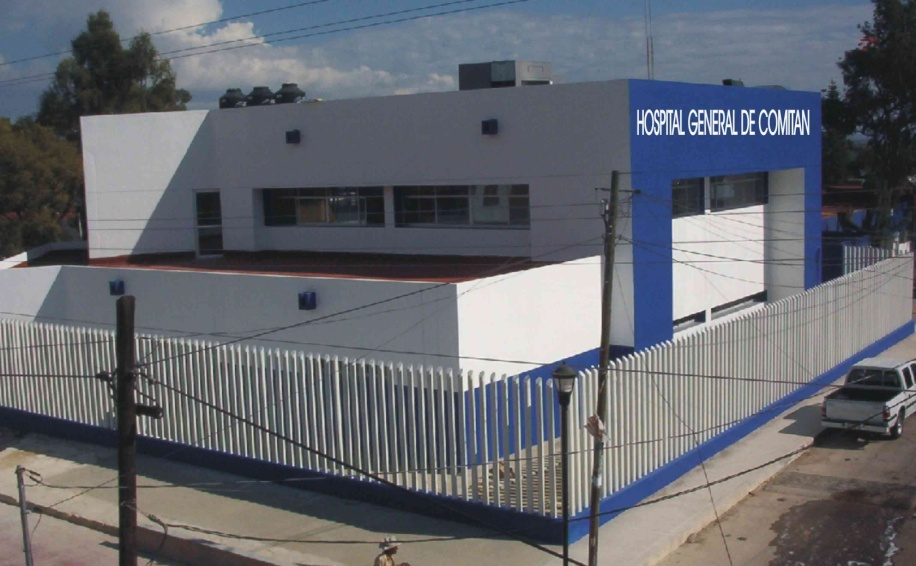 HOSPITAL GENERAL DE COMITAN